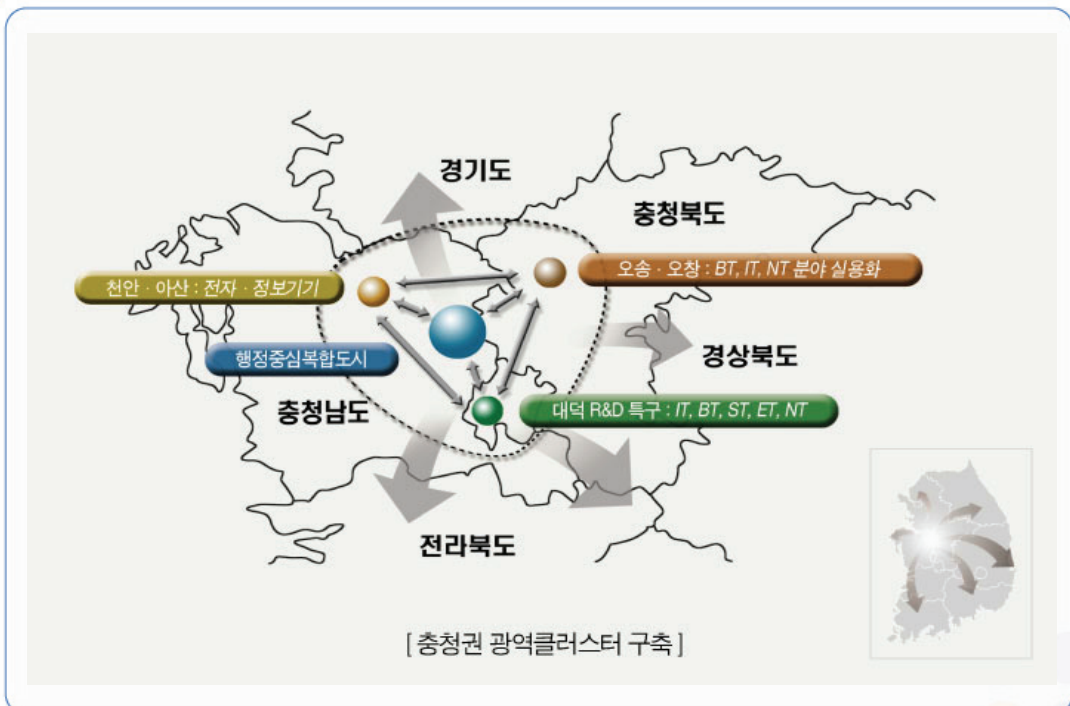 경기도
충청북도
오송 · 오창 : BT, IT, NT 분야 실용화
천안 · 아산 : 전자 · 정보기기
행정중심복합도시
경상북도
충청남도
대덕 R&D 특구 : IT, BT, ST, ET, NT
전라북도
[ 충청권 광역클러스터 구축 ]